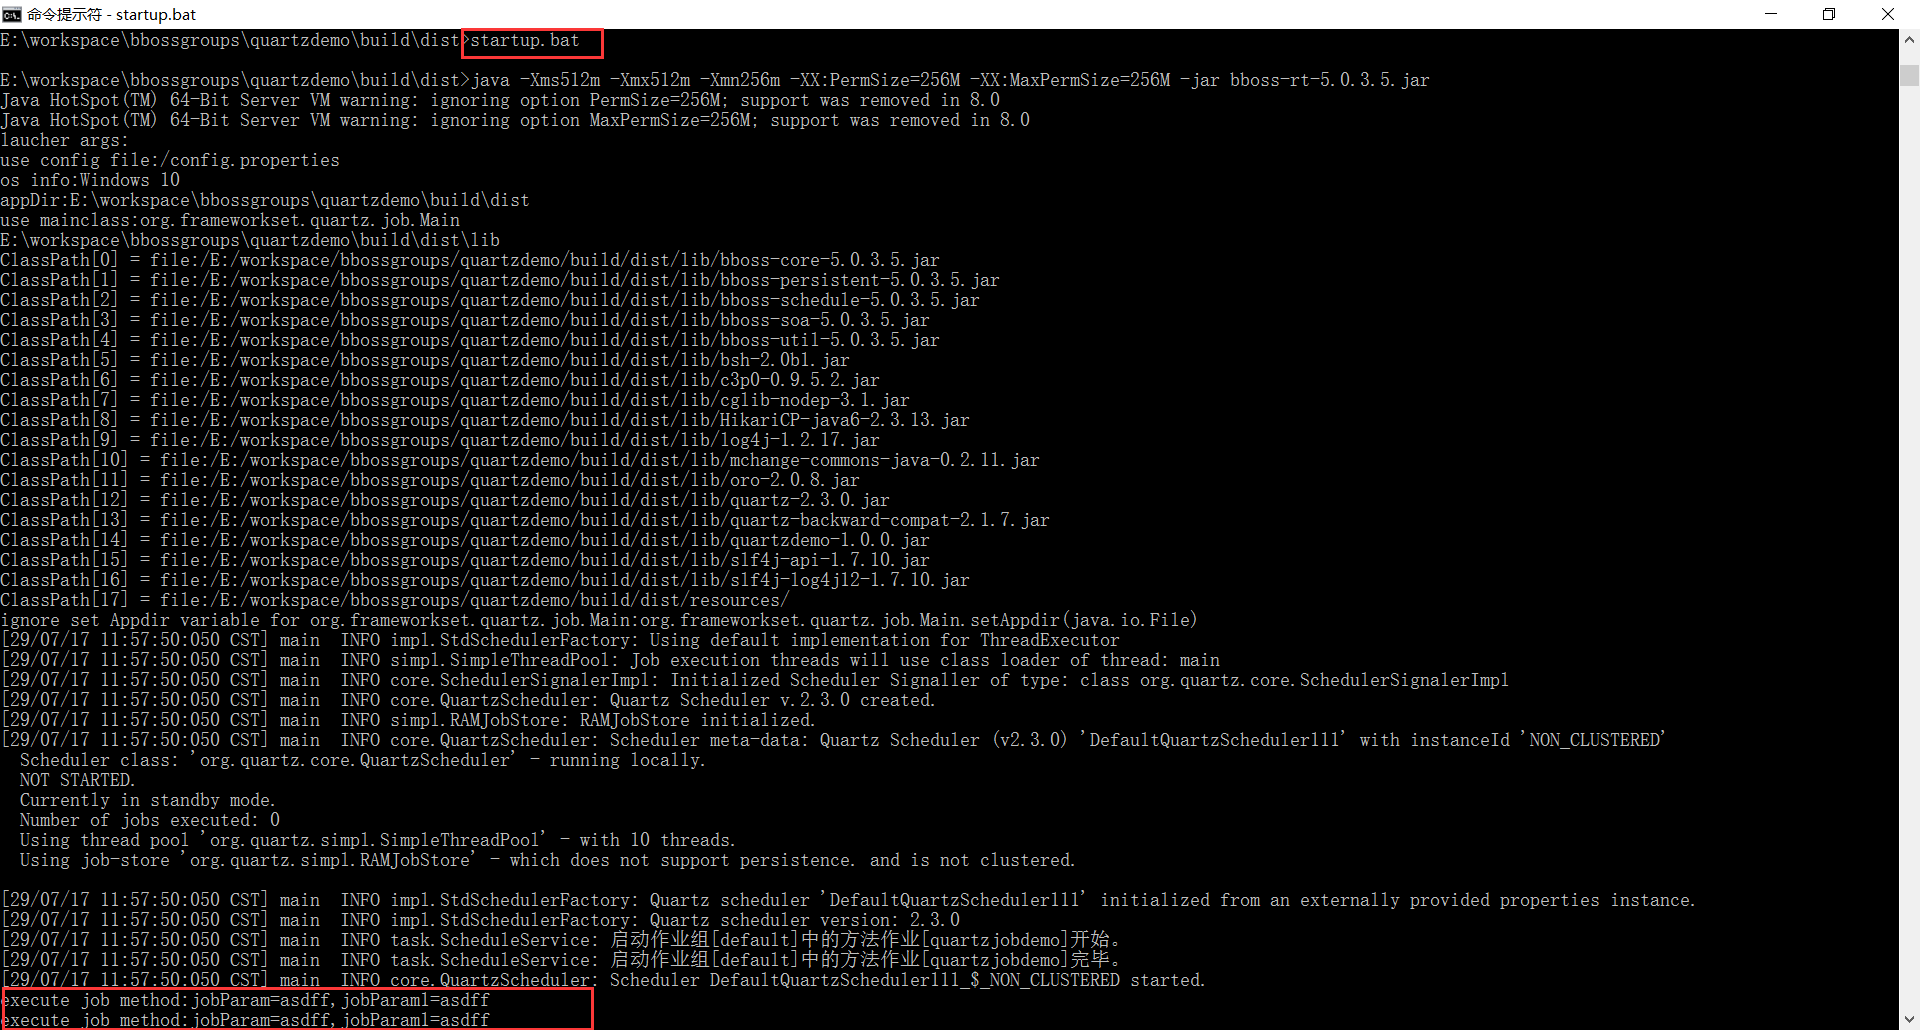 命令提示符 - startup.bat
E:\workspace\bbossgroups\quartzdemo\build\dist>startup.bat
E:\workspace\bbossgroups\quartzdemo\build\dist>java -Xms512m -Xmx512m -Xmn256m -XX:PermSize=256M -XX:MaxPermSize=256M -jar bboss-rt-5.0.3.5.jar
Java HotSpot(TM) 64-Bit Server VM warning: ignoring option PermSize=256M; support was removed in 8.0
Java HotSpot(TM) 64-Bit Server VM warning: ignoring option MaxPermSize=256M; support was removed in 8.0
laucher args:
use config file:/config.properties
os info:Windows 10
appDir:E:\workspace\bbossgroups\quartzdemo\build\dist
use mainclass:org.frameworkset.quartz.job.Main
E:\workspace\bbossgroups\quartzdemo\build\dist\lib
ClassPath[0] = file:/E:/workspace/bbossgroups/quartzdemo/build/dist/lib/bboss-core-5.0.3.5.jar
ClassPath[1] = file:/E:/workspace/bbossgroups/quartzdemo/build/dist/lib/bboss-persistent-5.0.3.5.jar
ClassPath[2] = file:/E:/workspace/bbossgroups/quartzdemo/build/dist/lib/bboss-schedule-5.0.3.5.jar
ClassPath[3] = file:/E:/workspace/bbossgroups/quartzdemo/build/dist/lib/bboss-soa-5.0.3.5.jar
ClassPath[4] = file:/E:/workspace/bbossgroups/quartzdemo/build/dist/lib/bboss-util-5.0.3.5.jar
ClassPath[5] = file:/E:/workspace/bbossgroups/quartzdemo/build/dist/lib/bsh-2.0b1.jar
ClassPath[6] = file:/E:/workspace/bbossgroups/quartzdemo/build/dist/lib/c3p0-0.9.5.2.jar
ClassPath[7] = file:/E:/workspace/bbossgroups/quartzdemo/build/dist/lib/cglib-nodep-3.1.jar
ClassPath[8] = file:/E:/workspace/bbossgroups/quartzdemo/build/dist/lib/HikariCP-java6-2.3.13.jar
ClassPath[9] = file:/E:/workspace/bbossgroups/quartzdemo/build/dist/lib/log4j-1.2.17.jar
ClassPath[10] = file:/E:/workspace/bbossgroups/quartzdemo/build/dist/lib/mchange-commons-java-0.2.11.jar
ClassPath[11] = file:/E:/workspace/bbossgroups/quartzdemo/build/dist/lib/oro-2.0.8.jar
ClassPath[12] = file:/E:/workspace/bbossgroups/quartzdemo/build/dist/lib/quartz-2.3.0.jar
ClassPath[13] = file:/E:/workspace/bbossgroups/quartzdemo/build/dist/lib/quartz-backward-compat-2.1.7.jar
ClassPath[14] = file:/E:/workspace/bbossgroups/quartzdemo/build/dist/lib/quartzdemo-1.0.0.jar
ClassPath[15] = file:/E:/workspace/bbossgroups/quartzdemo/build/dist/lib/slf4j-api-1.7.10.jar
ClassPath[16] = file:/E:/workspace/bbossgroups/quartzdemo/build/dist/lib/slf4j-log4j12-1.7.10.jar
ClassPath[17] = file:/E:/workspace/bbossgroups/quartzdemo/build/dist/resources/
ignore set Appdir variable for org.frameworkset.quartz.job.Main:org.frameworkset.quartz.job.Main.setAppdir(java.io.File)
[29/07/17 11:57:50:050 CST] main  INFO impl.StdSchedulerFactory: Using default implementation for ThreadExecutor
[29/07/17 11:57:50:050 CST] main  INFO simpl.SimpleThreadPool: Job execution threads will use class loader of thread: main
[29/07/17 11:57:50:050 CST] main  INFO core.SchedulerSignalerImpl: Initialized Scheduler Signaller of type: class org.quartz.core.SchedulerSignalerImpl
[29/07/17 11:57:50:050 CST] main  INFO core.QuartzScheduler: Quartz Scheduler v.2.3.0 created.
[29/07/17 11:57:50:050 CST] main  INFO simpl.RAMJobStore: RAMJobStore initialized.
[29/07/17 11:57:50:050 CST] main  INFO core.QuartzScheduler: Scheduler meta-data: Quartz Scheduler (v2.3.0) 'DefaultQuartzScheduler111' with instanceId 'NON_CLUSTERED'
Scheduler class: 'org.quartz.core.QuartzScheduler' - running locally.
NOT STARTED.
Currently in standby mode.
Number of jobs executed: 0
Using thread pool 'org.quartz.simpl.SimpleThreadPool' - with 10 threads.
Using job-store 'org.quartz.simpl.RAMJobStore' - which does not support persistence. and is not clustered.
[29/07/17 11:57:50:050 CST] main  INFO impl.StdSchedulerFactory: Quartz scheduler 'DefaultQuartzScheduler111' initialized from an externally provided properties instance.
[29/07/17 11:57:50:050 CST] main  INFO impl.StdSchedulerFactory: Quartz scheduler version: 2.3.0
[29/07/17 11:57:50:050 CST] main  INFO task.ScheduleService: 启动作业组[default]中的方法作业[quartzjobdemo]开始。
[29/07/17 11:57:50:050 CST] main  INFO task.ScheduleService: 启动作业组[default]中的方法作业[quartzjobdemo]完毕。
[29/07/17 11:57:50:050 CST] main  INFO core.QuartzScheduler: Scheduler DefaultQuartzScheduler111_$_NON_CLUSTERED started.
execute job method:jobParam=asdff,jobParam1=asdff
execute job method:jobParam=asdff,jobParam1=asdff